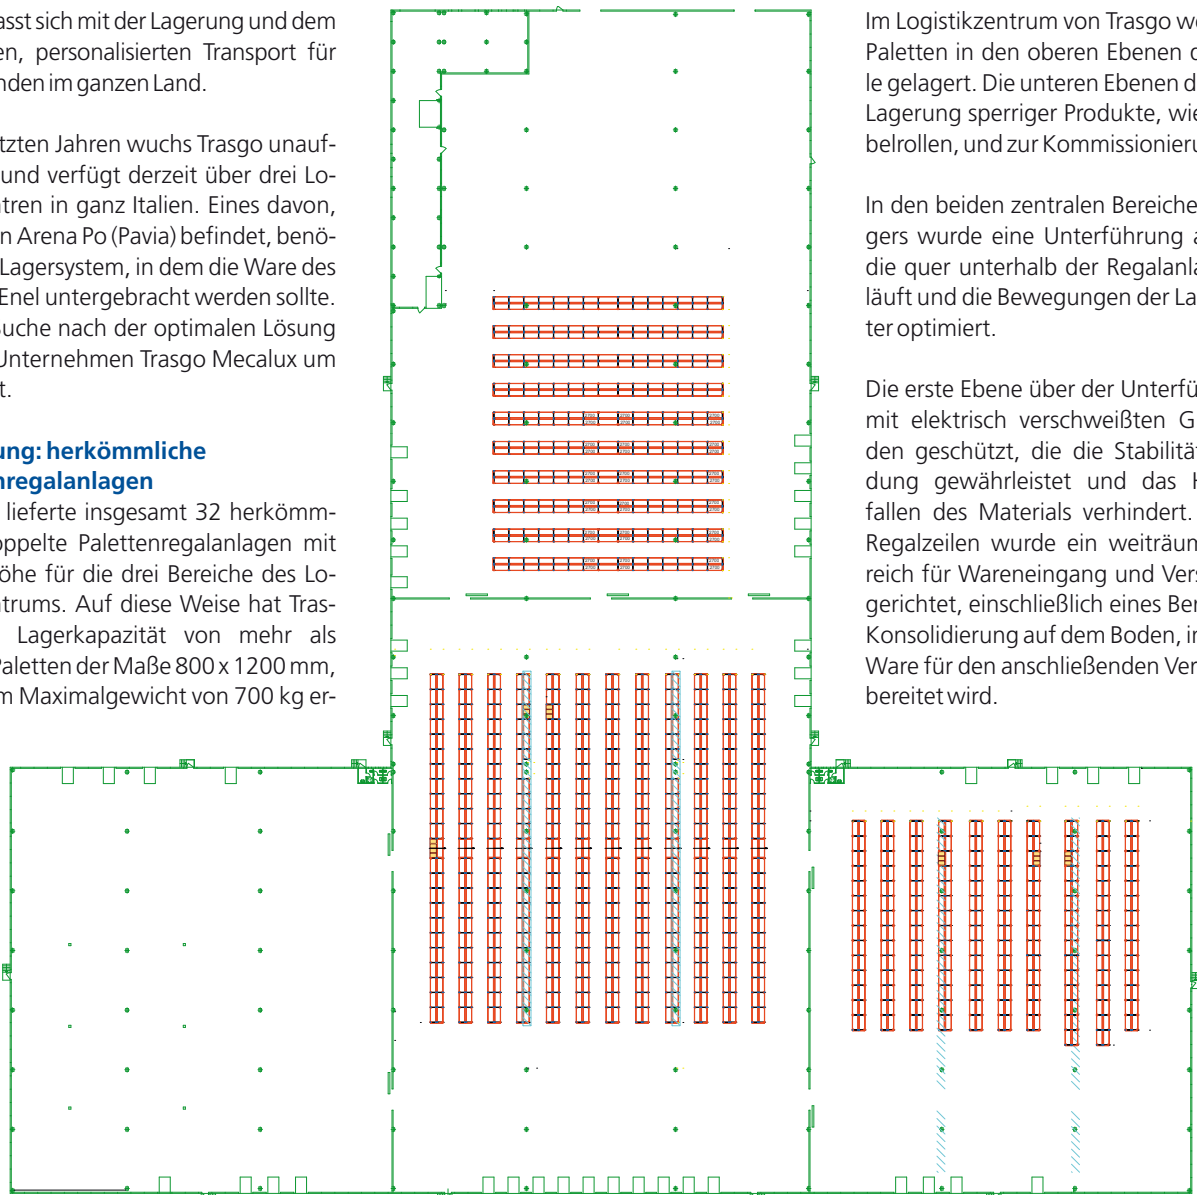 asst sich mit der Lagerung und dem
en, personalisierten Transport für
nden im ganzen Land.
tzten Jahren wuchs Trasgo unauf-
und verfügt derzeit über drei Lo-
ntren in ganz Italien. Eines davon,
n Arena Po (Pavia) befindet, benö-
Lagersystem, in dem die Ware des
Enel untergebracht werden sollte.
Suche nach der optimalen Lösung
Unternehmen Trasgo Mecalux um
t.
ung: herkömmliche
nregalanlagen
lieferte insgesamt 32 herkömm-
oppelte Palettenregalanlagen mit
öhe für die drei Bereiche des Lo-
ntrums. Auf diese Weise hat Tras-
Lagerkapazität von mehr als
Paletten der Maße 800 x 1200 mm,
m Maximalgewicht von 700 kg er-
Im Logistikzentrum von Trasgo we
Paletten in den oberen Ebenen d
le gelagert. Die unteren Ebenen d
Lagerung sperriger Produkte, wie
belrollen, und zur Kommissionieru
In den beiden zentralen Bereiche
gers wurde eine Unterführung a
die quer unterhalb der Regalanla
läuft und die Bewegungen der La
ter optimiert.
Die erste Ebene über der Unterfü
mit elektrisch verschweißten G
den geschützt, die die Stabilität
dung gewährleistet und das H
fallen des Materials verhindert.
Regalzeilen wurde ein weiträum
reich für Wareneingang und Vers
gerichtet, einschließlich eines Ber
Konsolidierung auf dem Boden, in
Ware für den anschließenden Ver
bereitet wird.